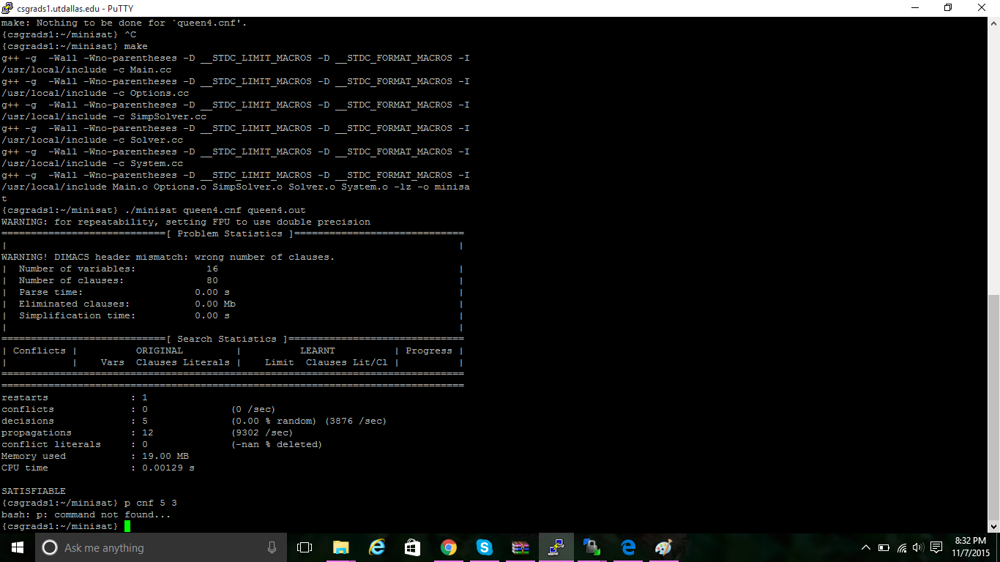 csgrads1.utdallas.edu - PuTTY
make: Nothing to be done for `queen4.cnf'.
{csgrads1:~/minisat} ^C
{csgrads1:~/minisat} make
g++ -g  -Wall -Wno-parentheses -D __STDC_LIMIT_MACROS -D __STDC_FORMAT_MACROS -I
/usr/local/include -c Main.cc
g++ -g  -Wall -Wno-parentheses -D __STDC_LIMIT_MACROS -D __STDC_FORMAT_MACROS -I
/usr/local/include -c Options.cc
g++ -g  -Wall -Wno-parentheses -D __STDC_LIMIT_MACROS -D __STDC_FORMAT_MACROS -I
/usr/local/include -c SimpSolver.cc
g++ -g  -Wall -Wno-parentheses -D __STDC_LIMIT_MACROS -D __STDC_FORMAT_MACROS -I
/usr/local/include -c Solver.cc
g++ -g  -Wall -Wno-parentheses -D __STDC_LIMIT_MACROS -D __STDC_FORMAT_MACROS -I
/usr/local/include -c System.cc
g++ -g  -Wall -Wno-parentheses -D __STDC_LIMIT_MACROS -D __STDC_FORMAT_MACROS -I
/usr/local/include Main.o Options.o SimpSolver.o Solver.o System.o -lz -o minisa
t
{csgrads1:~/minisat} ./minisat queen4.cnf queen4.out
WARNING: for repeatability, setting FPU to use double precision
============================[ Problem Statistics ]=============================
|                                                                             |
WARNING! DIMACS header mismatch: wrong number of clauses.
|  Number of variables:            16                                         |
|  Number of clauses:              80                                         |
|  Parse time:                   0.00 s                                       |
|  Eliminated clauses:           0.00 Mb                                      |
|  Simplification time:          0.00 s                                       |
|                                                                             |
============================[ Search Statistics ]==============================
| Conflicts |          ORIGINAL         |          LEARNT          | Progress |
|           |    Vars  Clauses Literals |    Limit  Clauses Lit/Cl |          |
===============================================================================
===============================================================================
restarts              : 1
conflicts             : 0              (0 /sec)
decisions             : 5              (0.00 % random) (3876 /sec)
propagations          : 12             (9302 /sec)
conflict literals     : 0              (-nan % deleted)
Memory used           : 19.00 MB
CPU time              : 0.00129 s
SATISFIABLE
{csgrads1:~/minisat} p cnf 5 3
bash: p: command not found...
{csgrads1:~/minisat}
Ask me anything
8:32 PM
11/7/2015